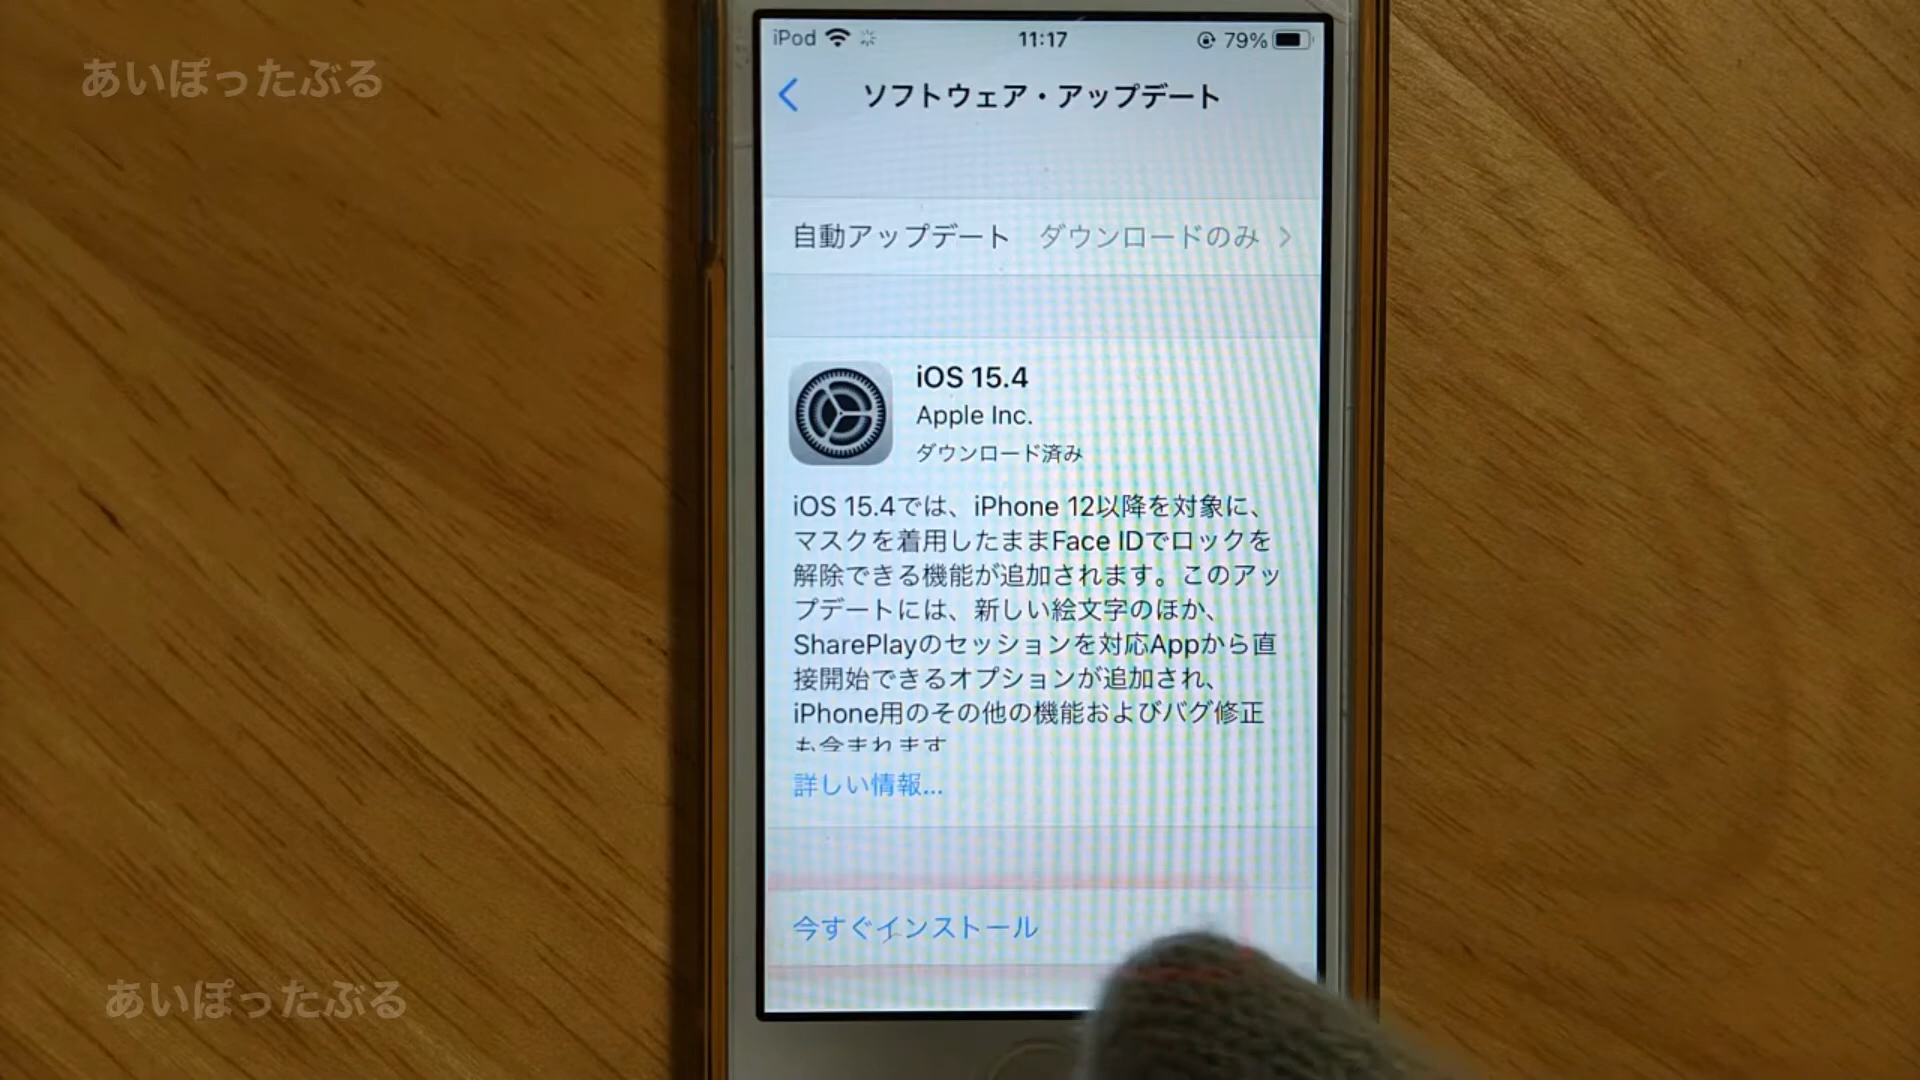 あいぽったぶる
iPod 11:17 79%
ソフトウェア・アップデート
自動アップデート ダウンロードのみ
iOS 15.4
Apple Inc.
ダウンロード済み
iOS 15.4では、iPhone 12以降を対象に、
マスクを着用したままFace IDでロックを
解除できる機能が追加されます。このアッ
プデートには、新しい絵文字のほか、
SharePlayのセッションを対応Appから直
接開始できるオプションが追加され、
iPhone用のその他の機能およびバグ修正
も含まれます
詳しい情報...
今すぐインストール
あいぽったぶる